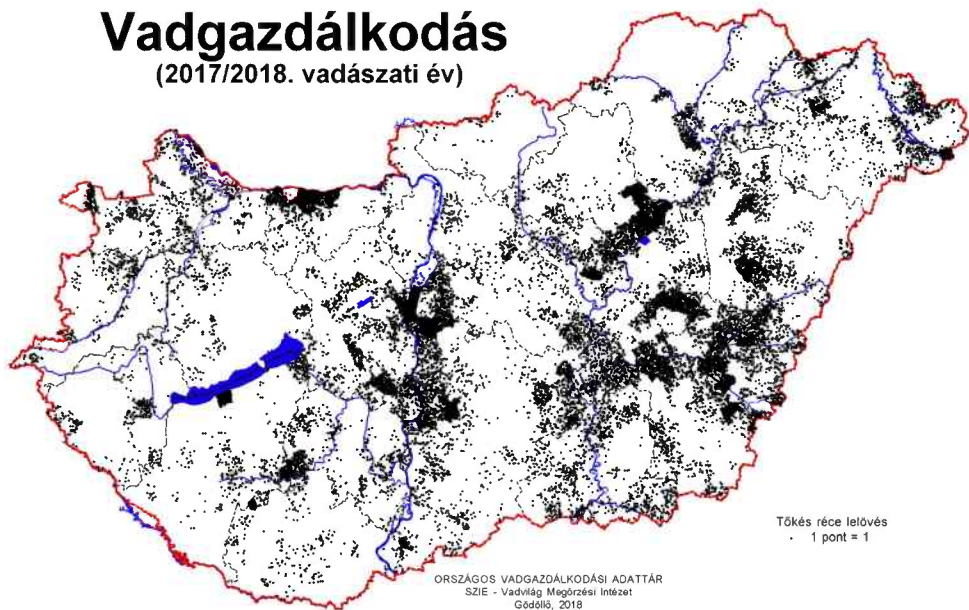 Vadgazdálkodás
(2017/2018. vadászati év)
Tőkés réce lelövés
1 pont = 1
ORSZÁGOS VADGAZDÁLKODÁSI ADATTÁR
SZIE - Vadvilág Megőrzési Intézet
Gödöllő, 2018